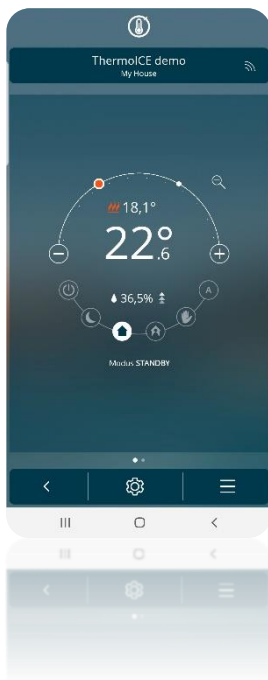 ThermoICE demo
My House
18,1°
22°.6
36,5%
A
Modus STANDBY